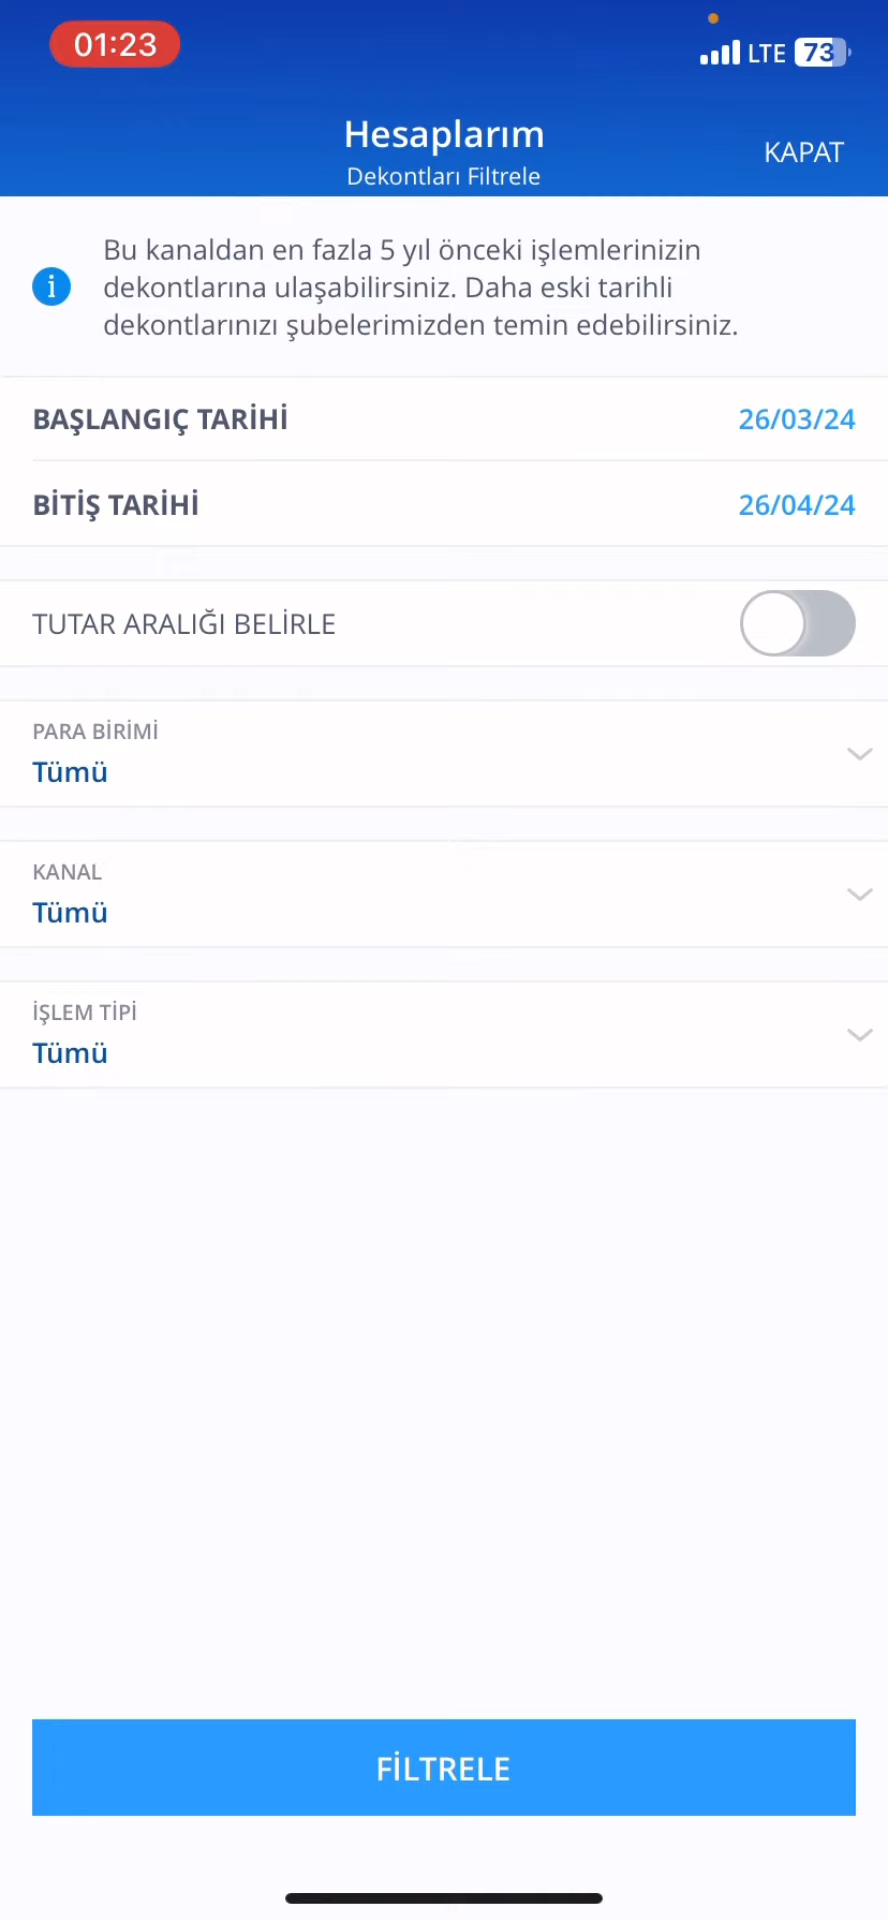 01:23
LTE 73
Hesaplarım
Dekontları Filtrele
KAPAT
i
Bu kanaldan en fazla 5 yıl önceki işlemlerinizin
dekontlarına ulaşabilirsiniz. Daha eski tarihli
dekontlarınızı şubelerimizden temin edebilirsiniz.
BAŞLANGIÇ TARİHİ 26/03/24
BİTİŞ TARİHİ 26/04/24
TUTAR ARALIĞI BELİRLE
PARA BİRİMİ
Tümü
KANAL
Tümü
İŞLEM TİPİ
Tümü
FİLTRELE